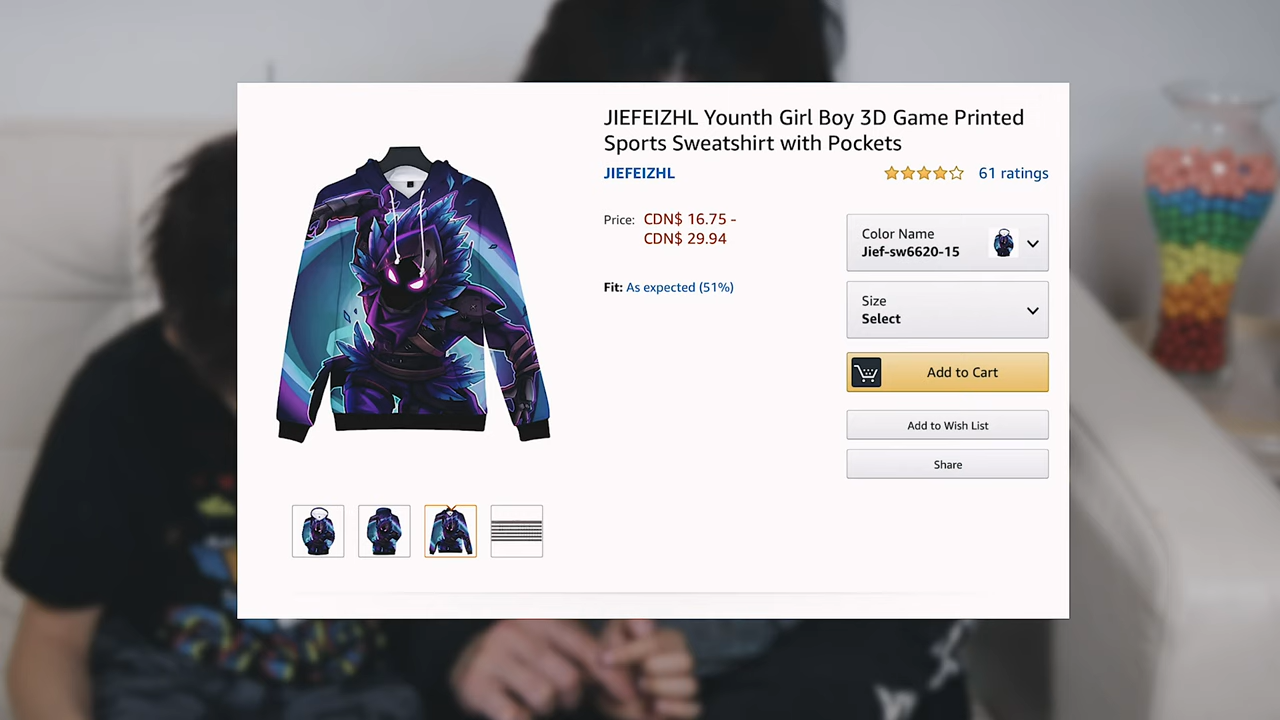 JIEFEIZHL Younth Girl Boy 3D Game Printed
Sports Sweatshirt with Pockets
JIEFEIZHL
61 ratings
Price: CDN$ 16.75 -
CDN$ 29.94
Fit: As expected (51%)
Color Name
Jief-sw6620-15
Size
Select
Add to Cart
Add to Wish List
Share